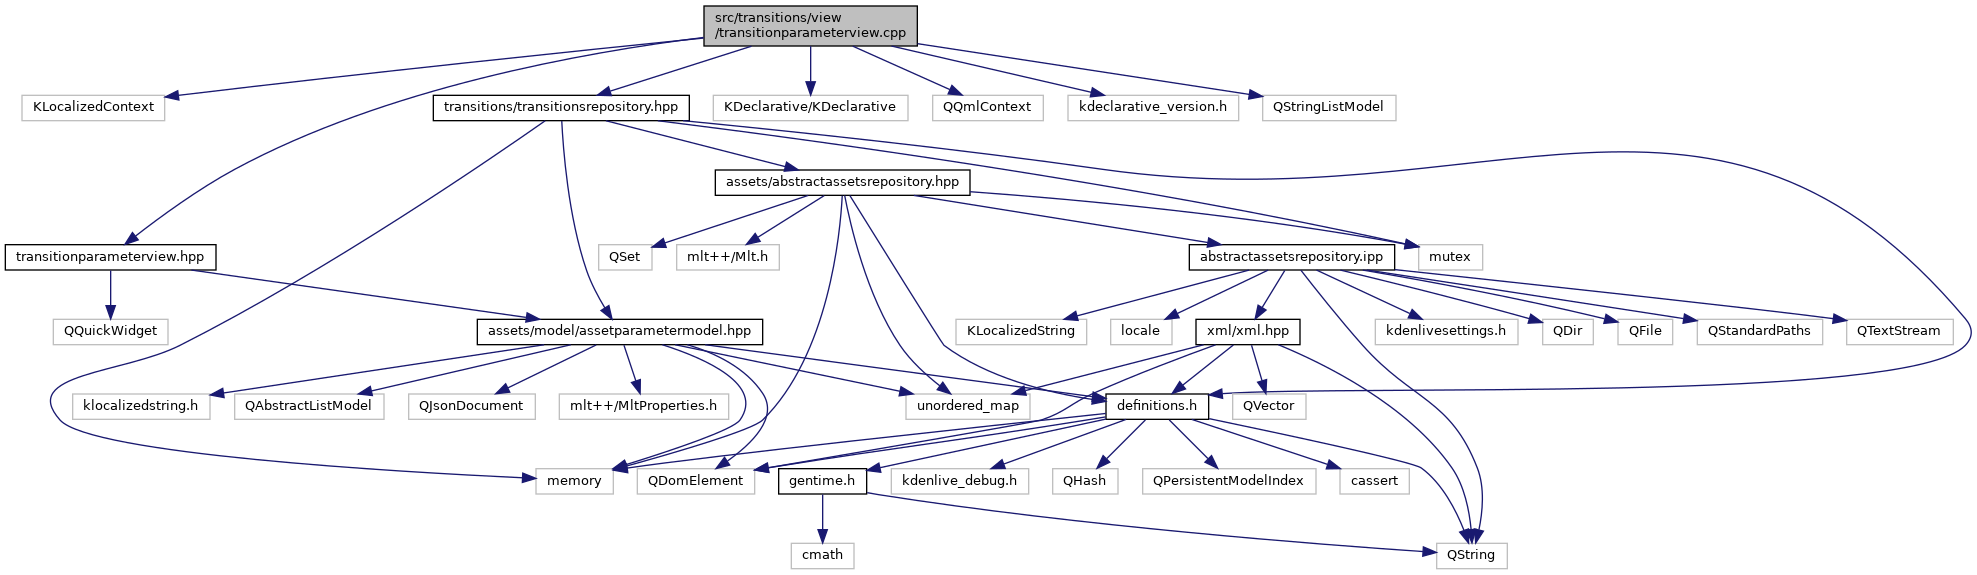 src/transitions/view
/transitionparameterview.cpp
KLocalizedContext
transitions/transitionsrepository.hpp
KDeclarative/KDeclarative
QQmlContext
kdeclarative_version.h
QStringListModel
assets/abstractassetsrepository.hpp
transitionparameterview.hpp
QSet
mlt++/Mlt.h
abstractassetsrepository.ipp
mutex
QQuickWidget
assets/model/assetparametermodel.hpp
KLocalizedString
locale
xml/xml.hpp
kdenlivesettings.h
QDir
QFile
QStandardPaths
QTextStream
klocalizedstring.h
QAbstractListModel
QJsonDocument
mlt++/MltProperties.h
unordered_map
definitions.h
QVector
memory
QDomElement
gentime.h
kdenlive_debug.h
QHash
QPersistentModelIndex
cassert
cmath
QString